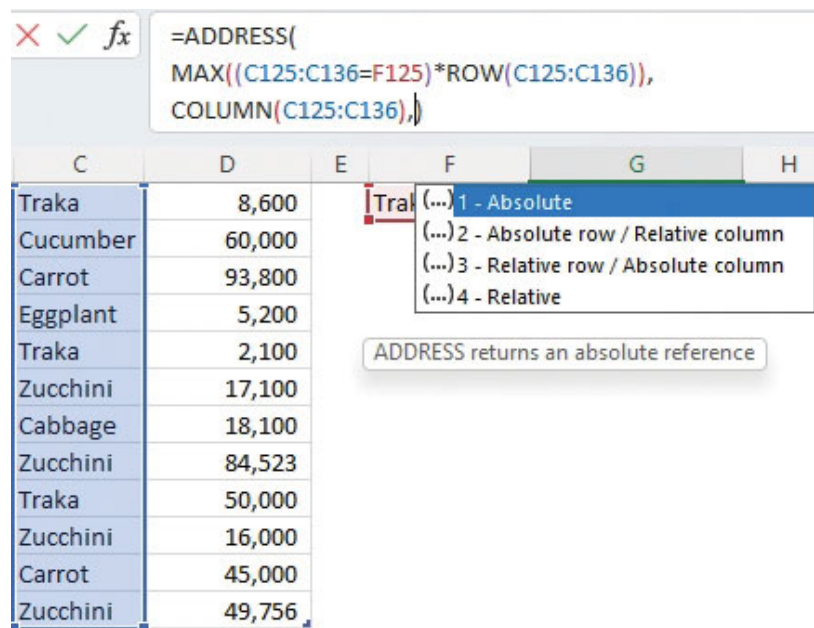 fx =ADDRESS(
MAX((C125:C136=F125)*ROW(C125:C136)),
COLUMN(C125:C136),)
C D E F G H
Traka 8,600 Trak (...) 1 - Absolute
Cucumber 60,000 (...) 2 - Absolute row / Relative column
Carrot 93,800 (...) 3 - Relative row / Absolute column
Eggplant 5,200 (...) 4 - Relative
Traka 2,100 ADDRESS returns an absolute reference
Zucchini 17,100
Cabbage 18,100
Zucchini 84,523
Traka 50,000
Zucchini 16,000
Carrot 45,000
Zucchini 49,756